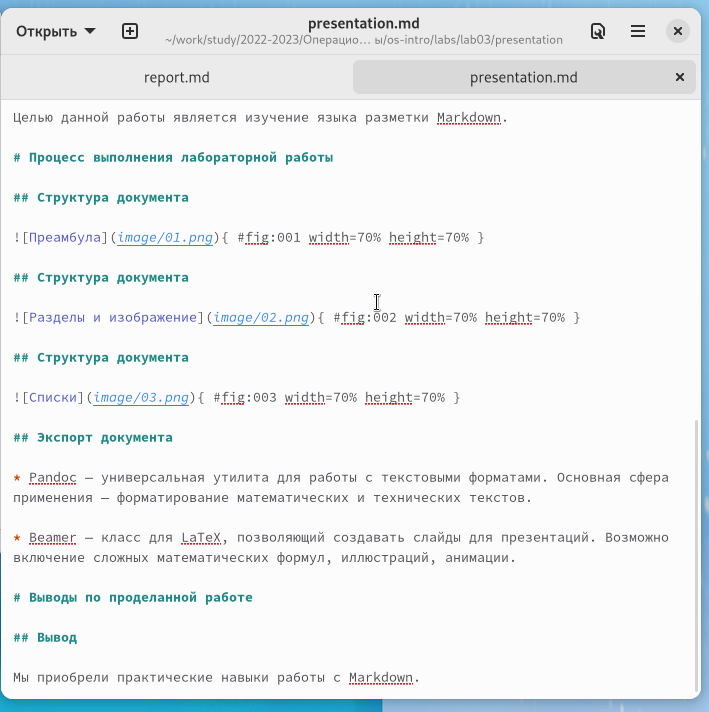 Открыть
presentation.md
~/work/study/2022-2023/Операцио... ы/os-intro/labs/lab03/presentation
report.md
presentation.md
Целью данной работы является изучение языка разметки Markdown.
# Процесс выполнения лабораторной работы
## Структура документа
![Преамбула](image/01.png){ #fig:001 width=70% height=70% }
## Структура документа
![Разделы и изображение](image/02.png){ #fig:002 width=70% height=70% }
## Структура документа
![Списки](image/03.png){ #fig:003 width=70% height=70% }
## Экспорт документа
* Pandoc — универсальная утилита для работы с текстовыми форматами. Основная сфера
применения — форматирование математических и технических текстов.
* Beamer — класс для LaTeX, позволяющий создавать слайды для презентаций. Возможно
включение сложных математических формул, иллюстраций, анимации.
# Выводы по проделанной работе
## Вывод
Мы приобрели практические навыки работы с Markdown.